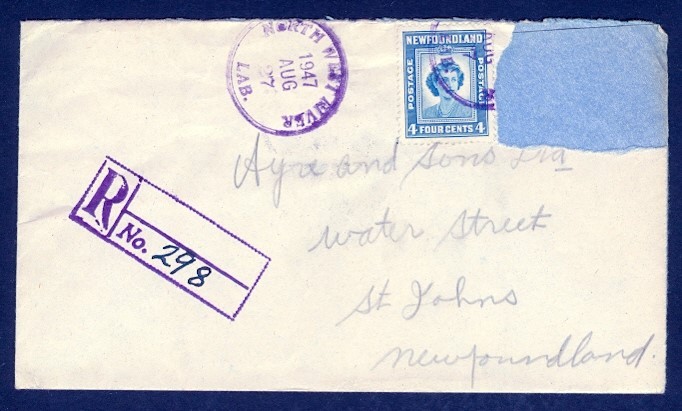 NORTH WEST RIVER
1947
AUG
27
LAB.
NEWFOUNDLAND
POSTAGE
POSTAGE
4 FOUR CENTS 4
AUG
Ayre and Sons Ltd
Water Street
St Johns
Newfoundland.
R
No. 298